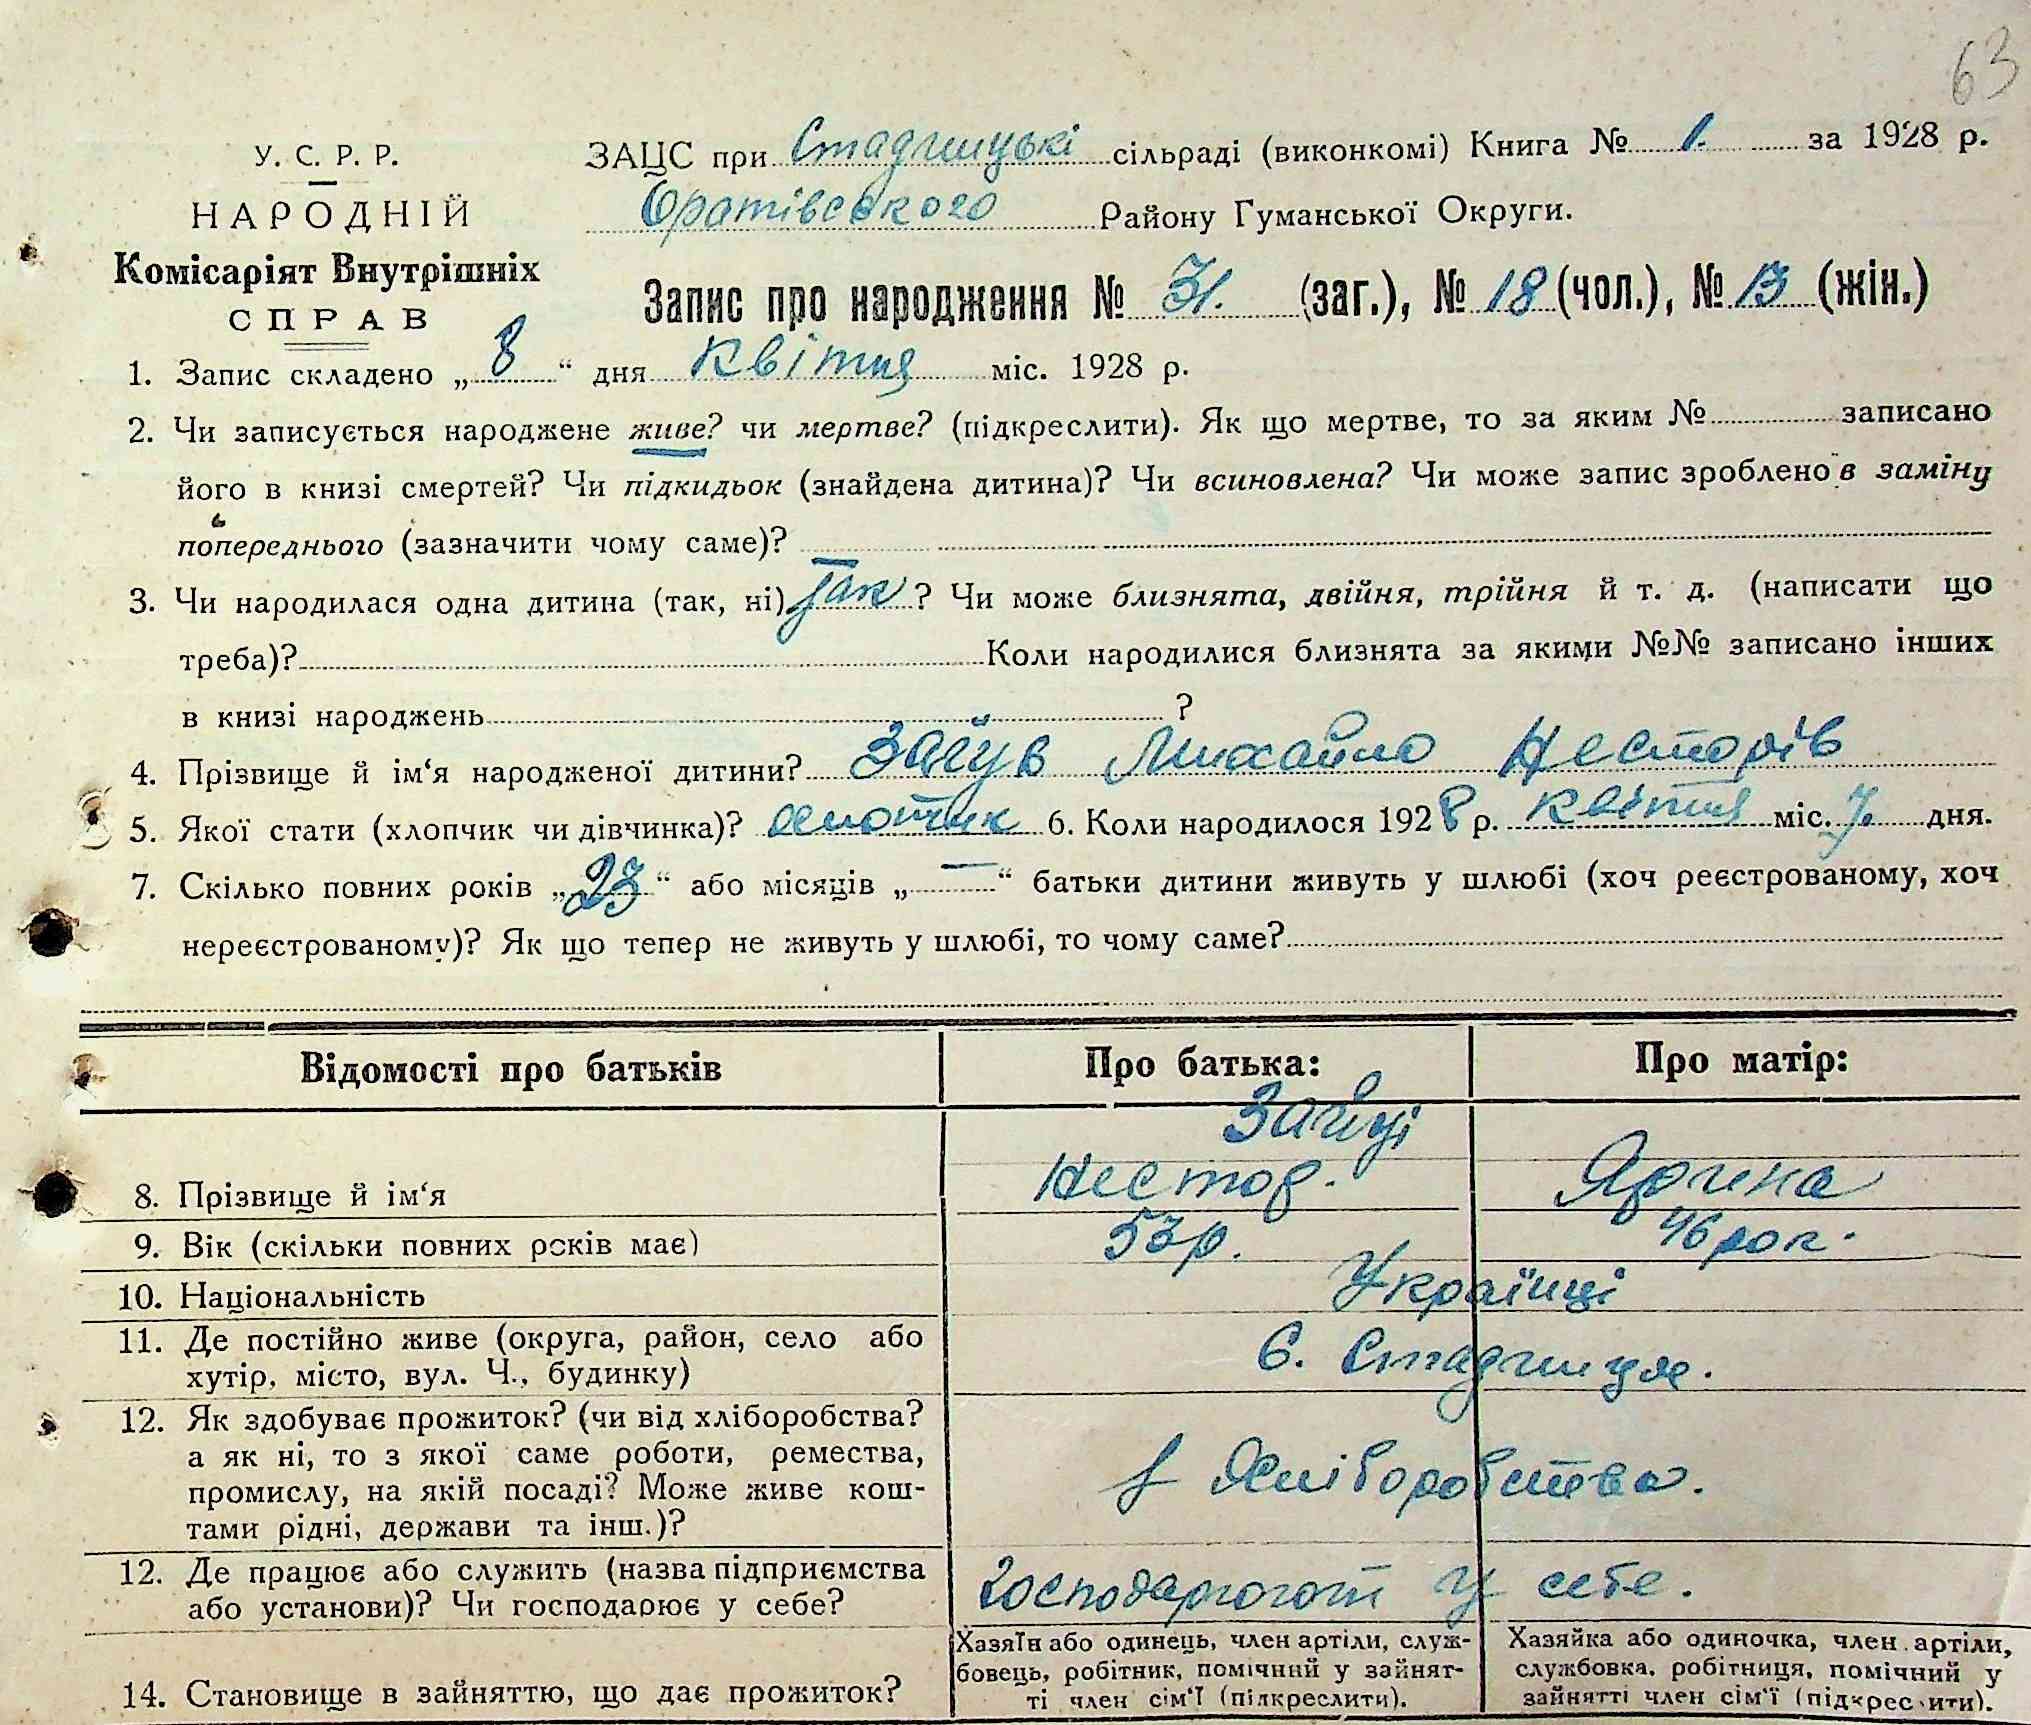 63
У. С. Р. Р.
НАРОДНІЙ
Комісаріят Внутрішніх
СПРАВ
ЗАЦС при Стадницькі сільраді (виконкомі) Книга № 1. за 1928 р.
Оратівського Району Гуманської Округи.
Запис про народження № 31. (заг.), № 18 (чол.), № 13 (жін.)
1. Запис складено „8“ дня квітня міс. 1928 р.
2. Чи записується народжене живе? чи мертве? (підкреслити). Як що мертве, то за яким № записано
його в книзі смертей? Чи підкидьок (знайдена дитина)? Чи всиновлена? Чи може запис зроблено в заміну
попереднього (зазначити чому саме)?
3. Чи народилася одна дитина (так, ні) Так? Чи може близнята, двійня, трійня й т. д. (написати що
треба)? Коли народилися близнята за якими №№ записано інших
в книзі народжень ?
4. Прізвище й ім‘я народженої дитини? Михайло Несторів
5. Якої стати (хлопчик чи дівчинка)? хлопчик 6. Коли народилося 1928 р. квітня міс. 7. дня.
7. Скілько повних років „23“ або місяців „—“ батьки дитини живуть у шлюбі (хоч реєстрованому, хоч
нереєстрованому)? Як що тепер не живуть у шлюбі, то чому саме?
Відомості про батьків
Про батька:
Про матір:
Зайці
8. Прізвище й ім‘я Нестор. Ярина
9. Вік (скільки повних років має) 53 р. 46 рок.
10. Національність Українці
11. Де постійно живе (округа, район, село або
хутір, місто, вул. Ч., будинку)
С. Стадниця.
12. Як здобуває прожиток? (чи від хліборобства?
а як ні, то з якої саме роботи, ремества,
промислу, на якій посаді? Може живе кош-
тами рідні, держави та інш.)?
з Хліборобства.
12. Де працює або служить (назва підприємства
або установи)? Чи господарює у себе?
господарюют у себе.
14. Становище в зайняттю, що дає прожиток?
Хазяїн або одинець, член артіли, служ-
бовець, робітник, помічний у зайнят-
ті член сім‘ї (підкреслити).
Хазяйка або одиночка, член артіли,
службовка, робітниця, помічний у
зайнятті член сім‘ї (підкреслити).